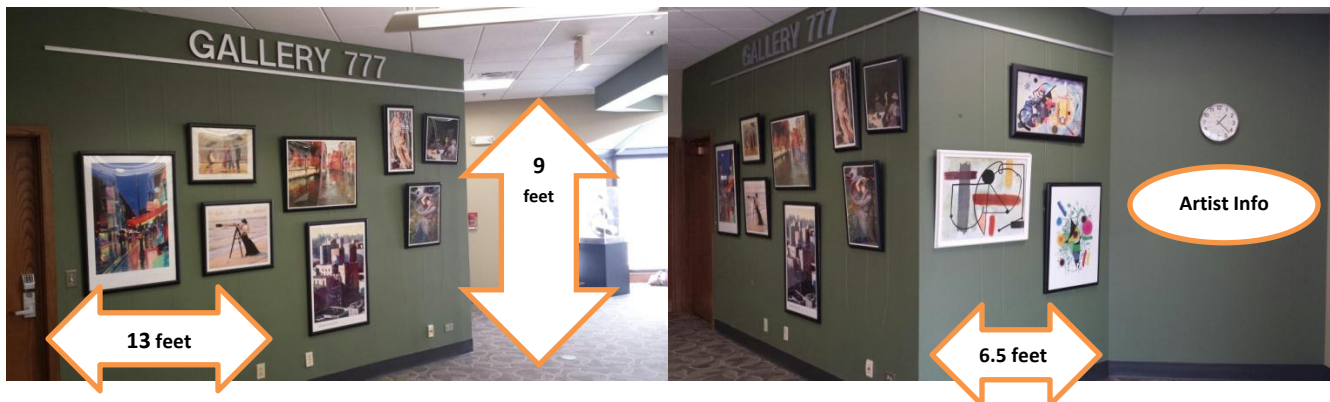 GALLERY 777
9
feet
13 feet
GALLERY 777
Artist Info
6.5 feet